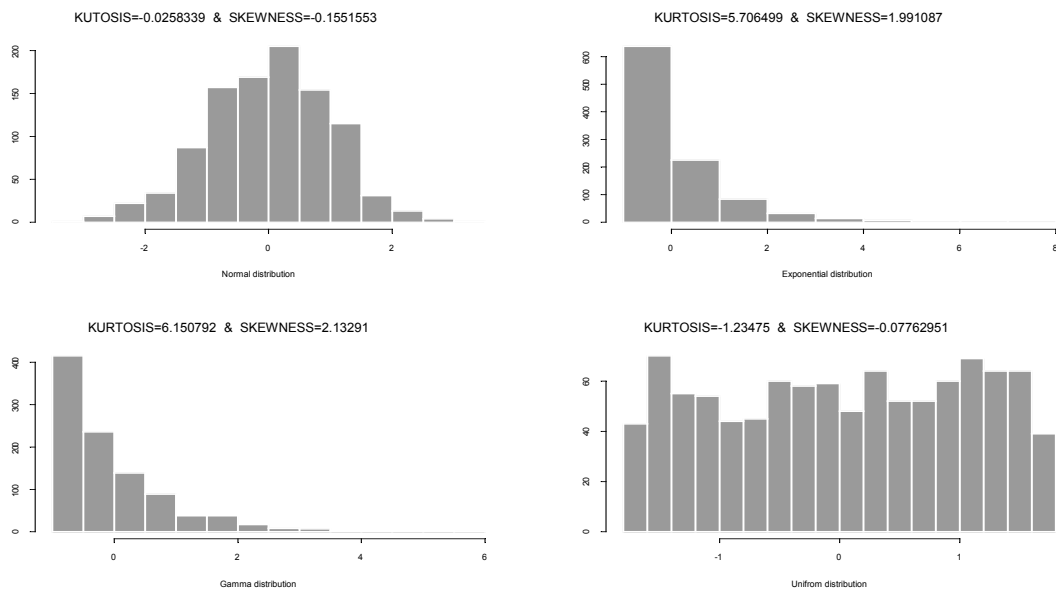 KUTOSIS=-0.0258339 & SKEWNESS=-0.1551553
200
150
100
50
0
-2 0 2
Normal distribution
KURTOSIS=5.706499 & SKEWNESS=1.991087
600
500
400
300
200
100
0
0 2 4 6 8
Exponential distribution
KURTOSIS=6.150792 & SKEWNESS=2.13291
400
300
200
100
0
0 2 4 6
Gamma distribution
KURTOSIS=-1.23475 & SKEWNESS=-0.07762951
60
40
20
0
-1 0 1
Unifrom distribution